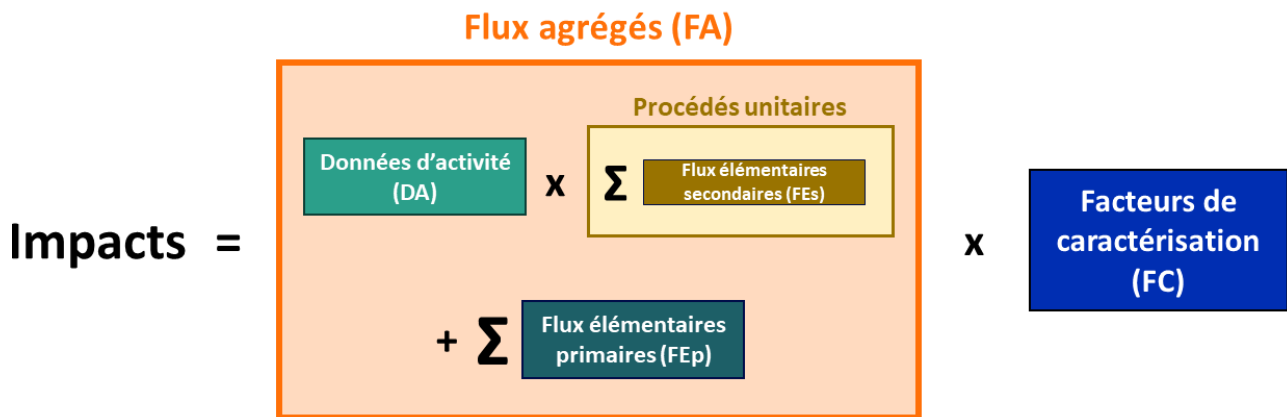 Flux agrégés (FA)
Procédés unitaires
Données d'activité
(DA)
x
Σ
Flux élémentaires
secondaires (FEs)
Impacts =
x
Facteurs de
caractérisation
(FC)
+ Σ
Flux élémentaires
primaires (FEp)